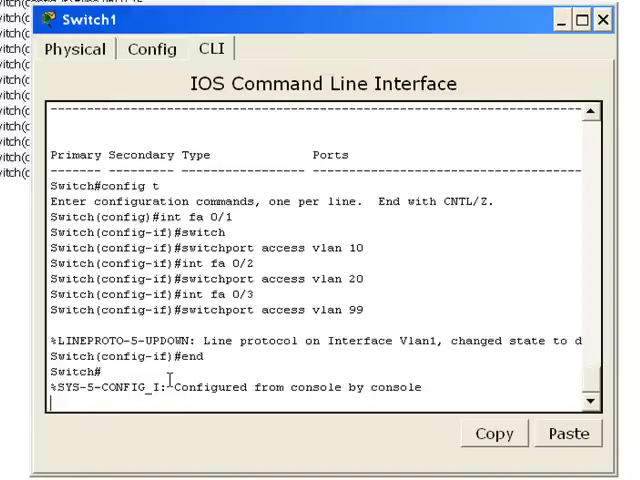 Switch1
Physical Config CLI
IOS Command Line Interface
--------------------------------------------------------------------------------
Primary Secondary Type Ports
------- --------- ----------------- ------------------------------------------
Switch#config t
Enter configuration commands, one per line. End with CNTL/Z.
Switch(config)#int fa 0/1
Switch(config-if)#switch
Switch(config-if)#switchport access vlan 10
Switch(config-if)#int fa 0/2
Switch(config-if)#switchport access vlan 20
Switch(config-if)#int fa 0/3
Switch(config-if)#switchport access vlan 99
%LINEPROTO-5-UPDOWN: Line protocol on Interface Vlan1, changed state to d
Switch(config-if)#end
Switch#
%SYS-5-CONFIG_I: Configured from console by console
Copy Paste